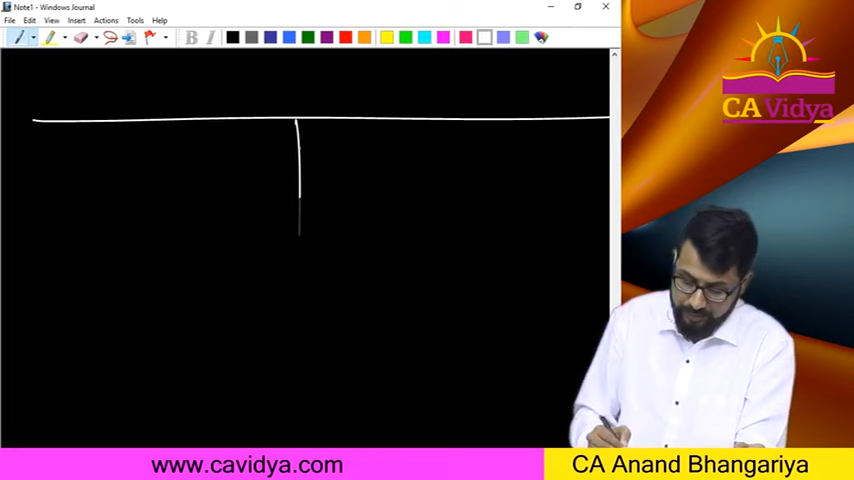 Note1 - Windows Journal
File Edit View Insert Actions Tools Help
B I
CA Vidya
www.cavidya.com
CA Anand Bhangariya